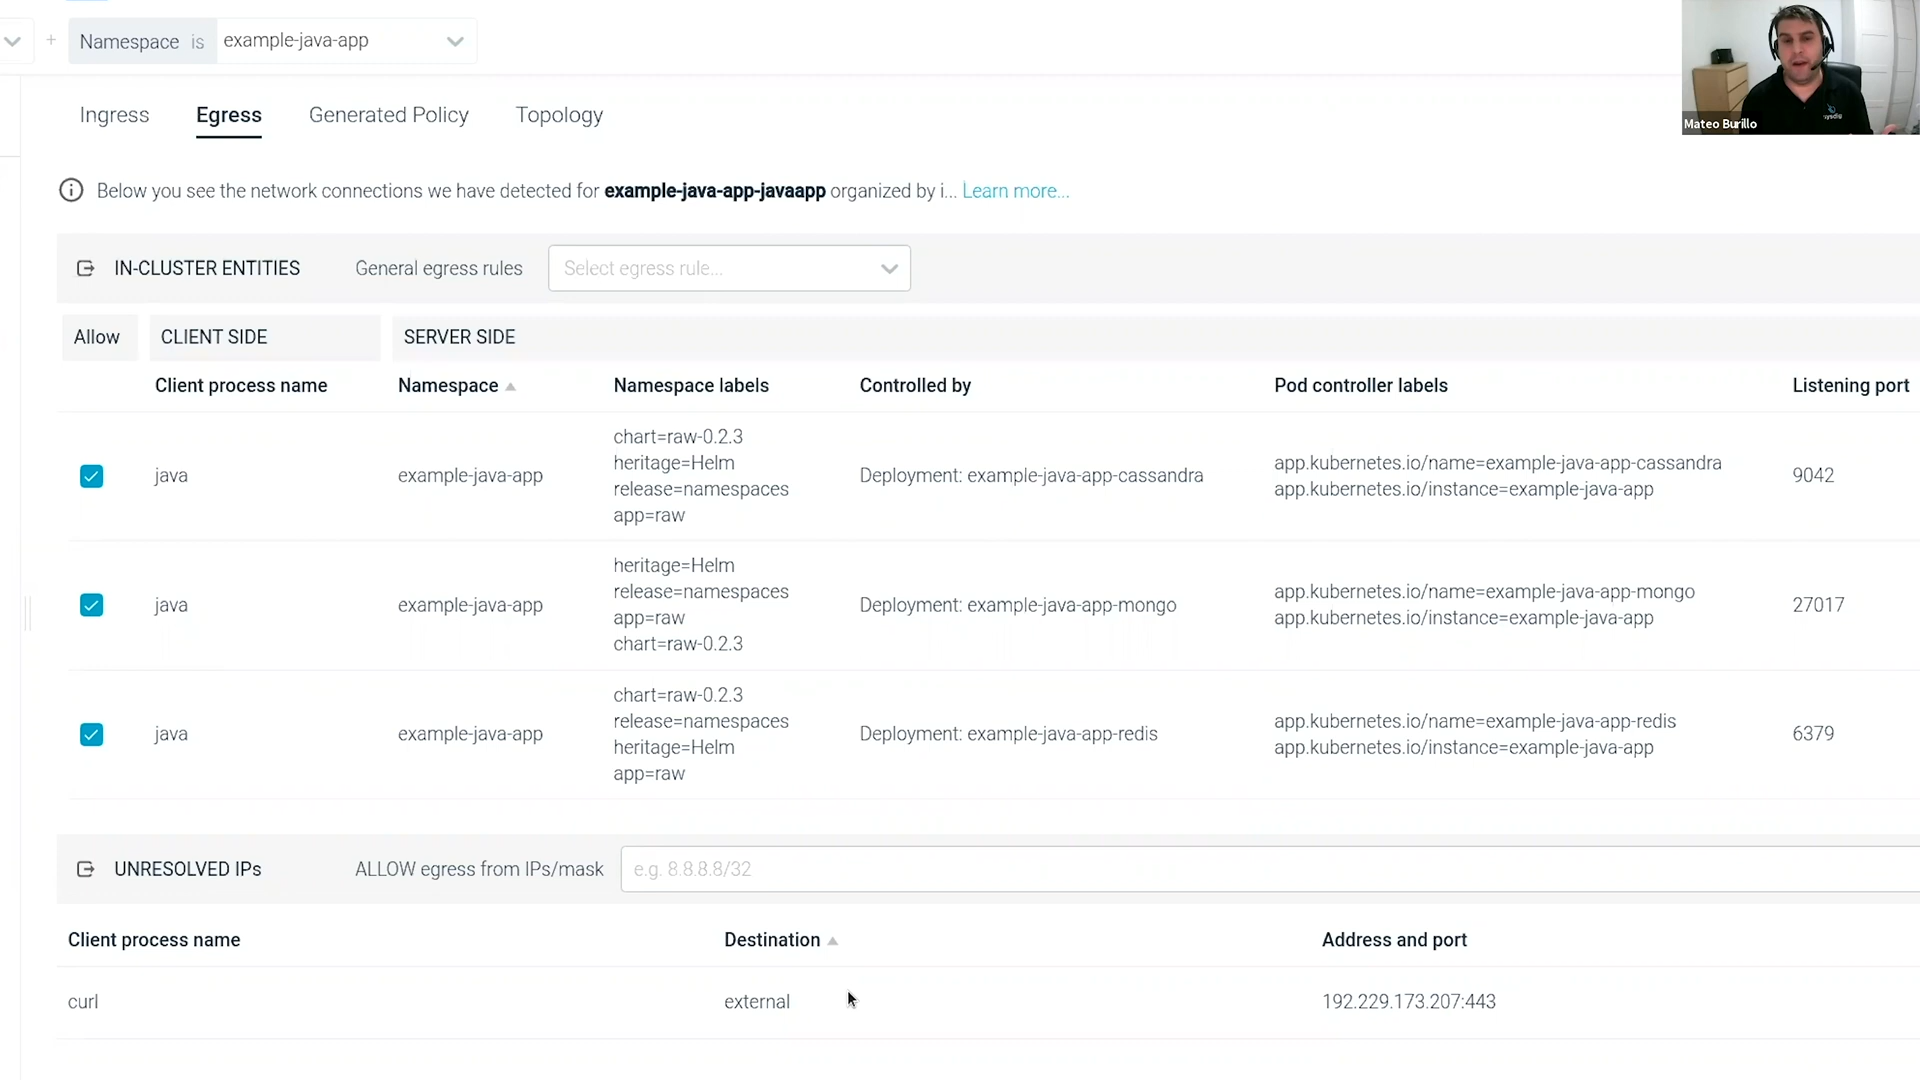 + Namespace is example-java-app
Mateo Burillo
sysdig
Ingress Egress Generated Policy Topology
Below you see the network connections we have detected for example-java-app-javaapp organized by i... Learn more...
IN-CLUSTER ENTITIES General egress rules Select egress rule...
Allow CLIENT SIDE SERVER SIDE
Client process name Namespace Namespace labels Controlled by Pod controller labels Listening port
chart=raw-0.2.3
heritage=Helm
release=namespaces
app=raw
java example-java-app Deployment: example-java-app-cassandra
app.kubernetes.io/name=example-java-app-cassandra
app.kubernetes.io/instance=example-java-app
9042
heritage=Helm
release=namespaces
app=raw
chart=raw-0.2.3
java example-java-app Deployment: example-java-app-mongo
app.kubernetes.io/name=example-java-app-mongo
app.kubernetes.io/instance=example-java-app
27017
chart=raw-0.2.3
release=namespaces
heritage=Helm
app=raw
java example-java-app Deployment: example-java-app-redis
app.kubernetes.io/name=example-java-app-redis
app.kubernetes.io/instance=example-java-app
6379
UNRESOLVED IPs ALLOW egress from IPs/mask e.g. 8.8.8.8/32
Client process name Destination Address and port
curl external 192.229.173.207:443